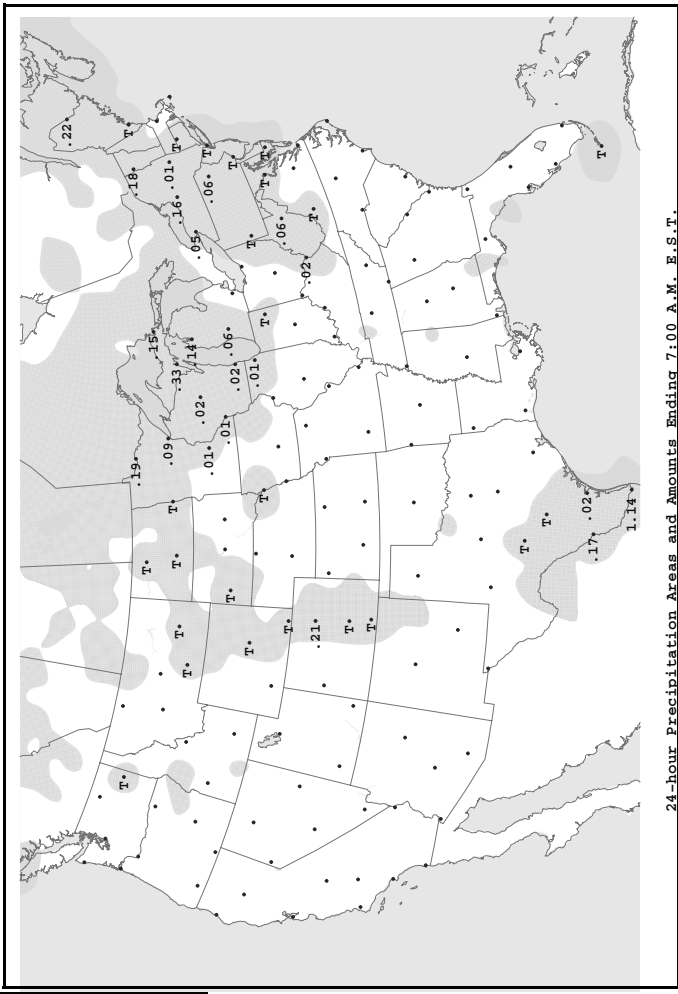 .22
T
T
.18
.19
T
.15
.09
.01
T
T
.33
.16
T
T
T
.14
.05
.02
.01
.06
T
.01
.06
T
.02
T
T
.01
T
T
T
T
T
.06
T
.02
T
.21
T
T
T
T
.02
.17
T
1.14
24-hour Precipitation Areas and Amounts Ending 7:00 A.M. E.S.T.